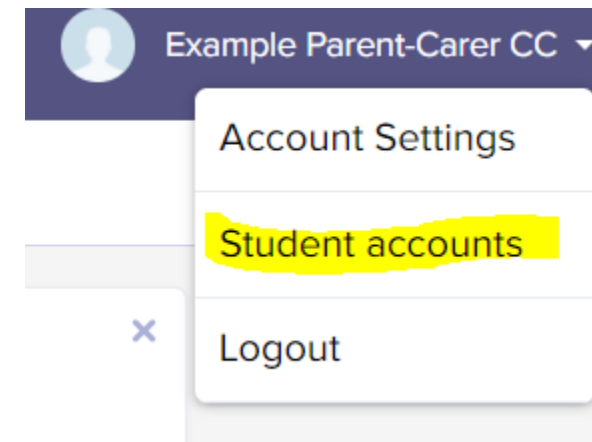 Example Parent-Carer CC
Account Settings
Student accounts
Logout